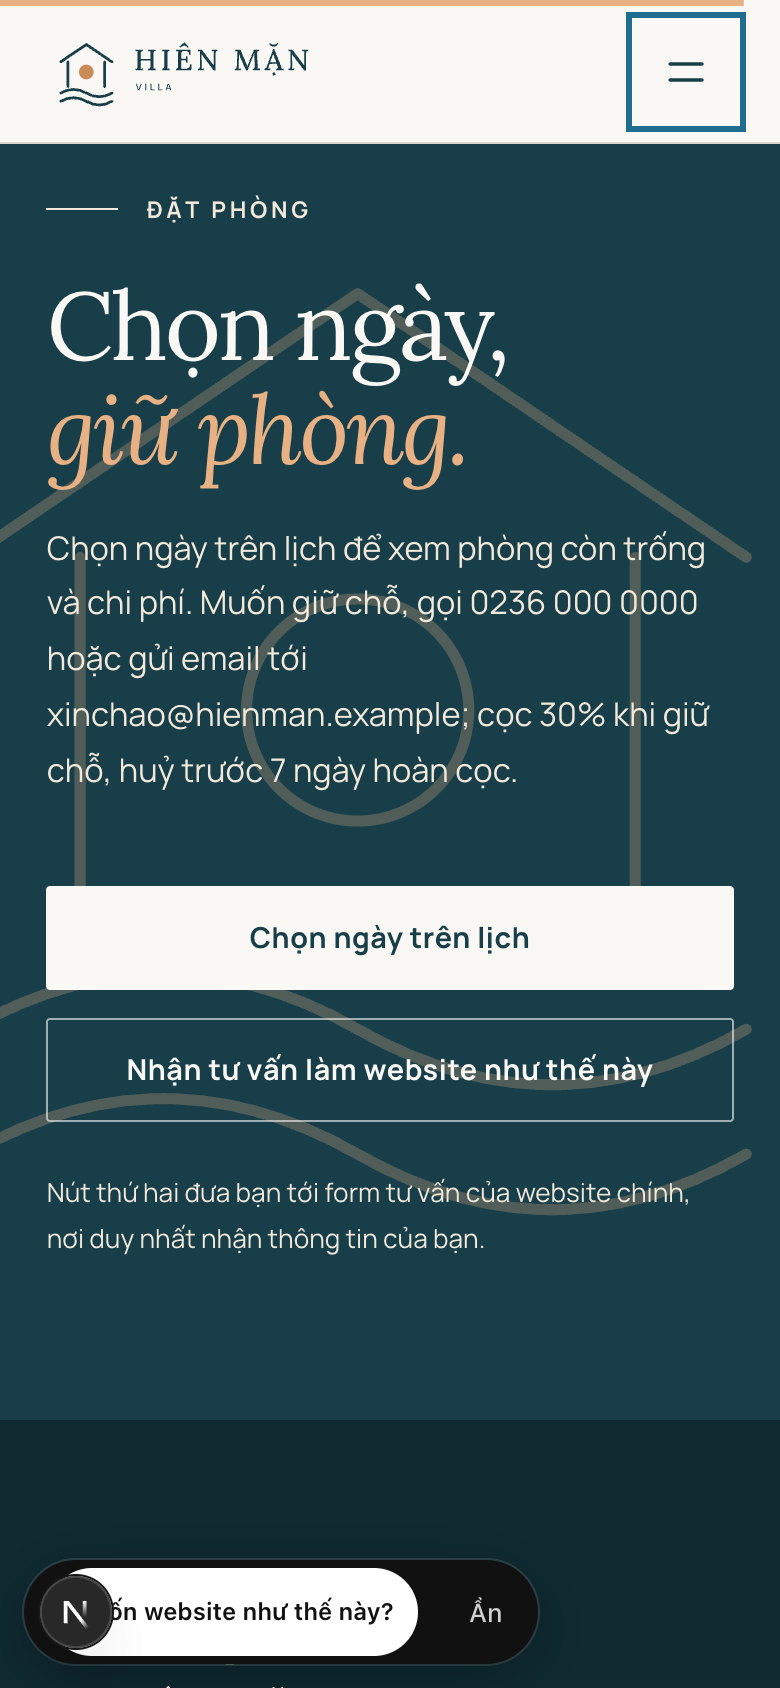 HIÊN MẶN
VILLA
ĐẶT PHÒNG
Chọn ngày,
giữ phòng.
Chọn ngày trên lịch để xem phòng còn trống
và chi phí. Muốn giữ chỗ, gọi 0236 000 0000
hoặc gửi email tới
xinchao@hienman.example; cọc 30% khi giữ
chỗ, huỷ trước 7 ngày hoàn cọc.
Chọn ngày trên lịch
Nhận tư vấn làm website như thế này
Nút thứ hai đưa bạn tới form tư vấn của website chính,
nơi duy nhất nhận thông tin của bạn.
N
website như thế này?
Ẩn